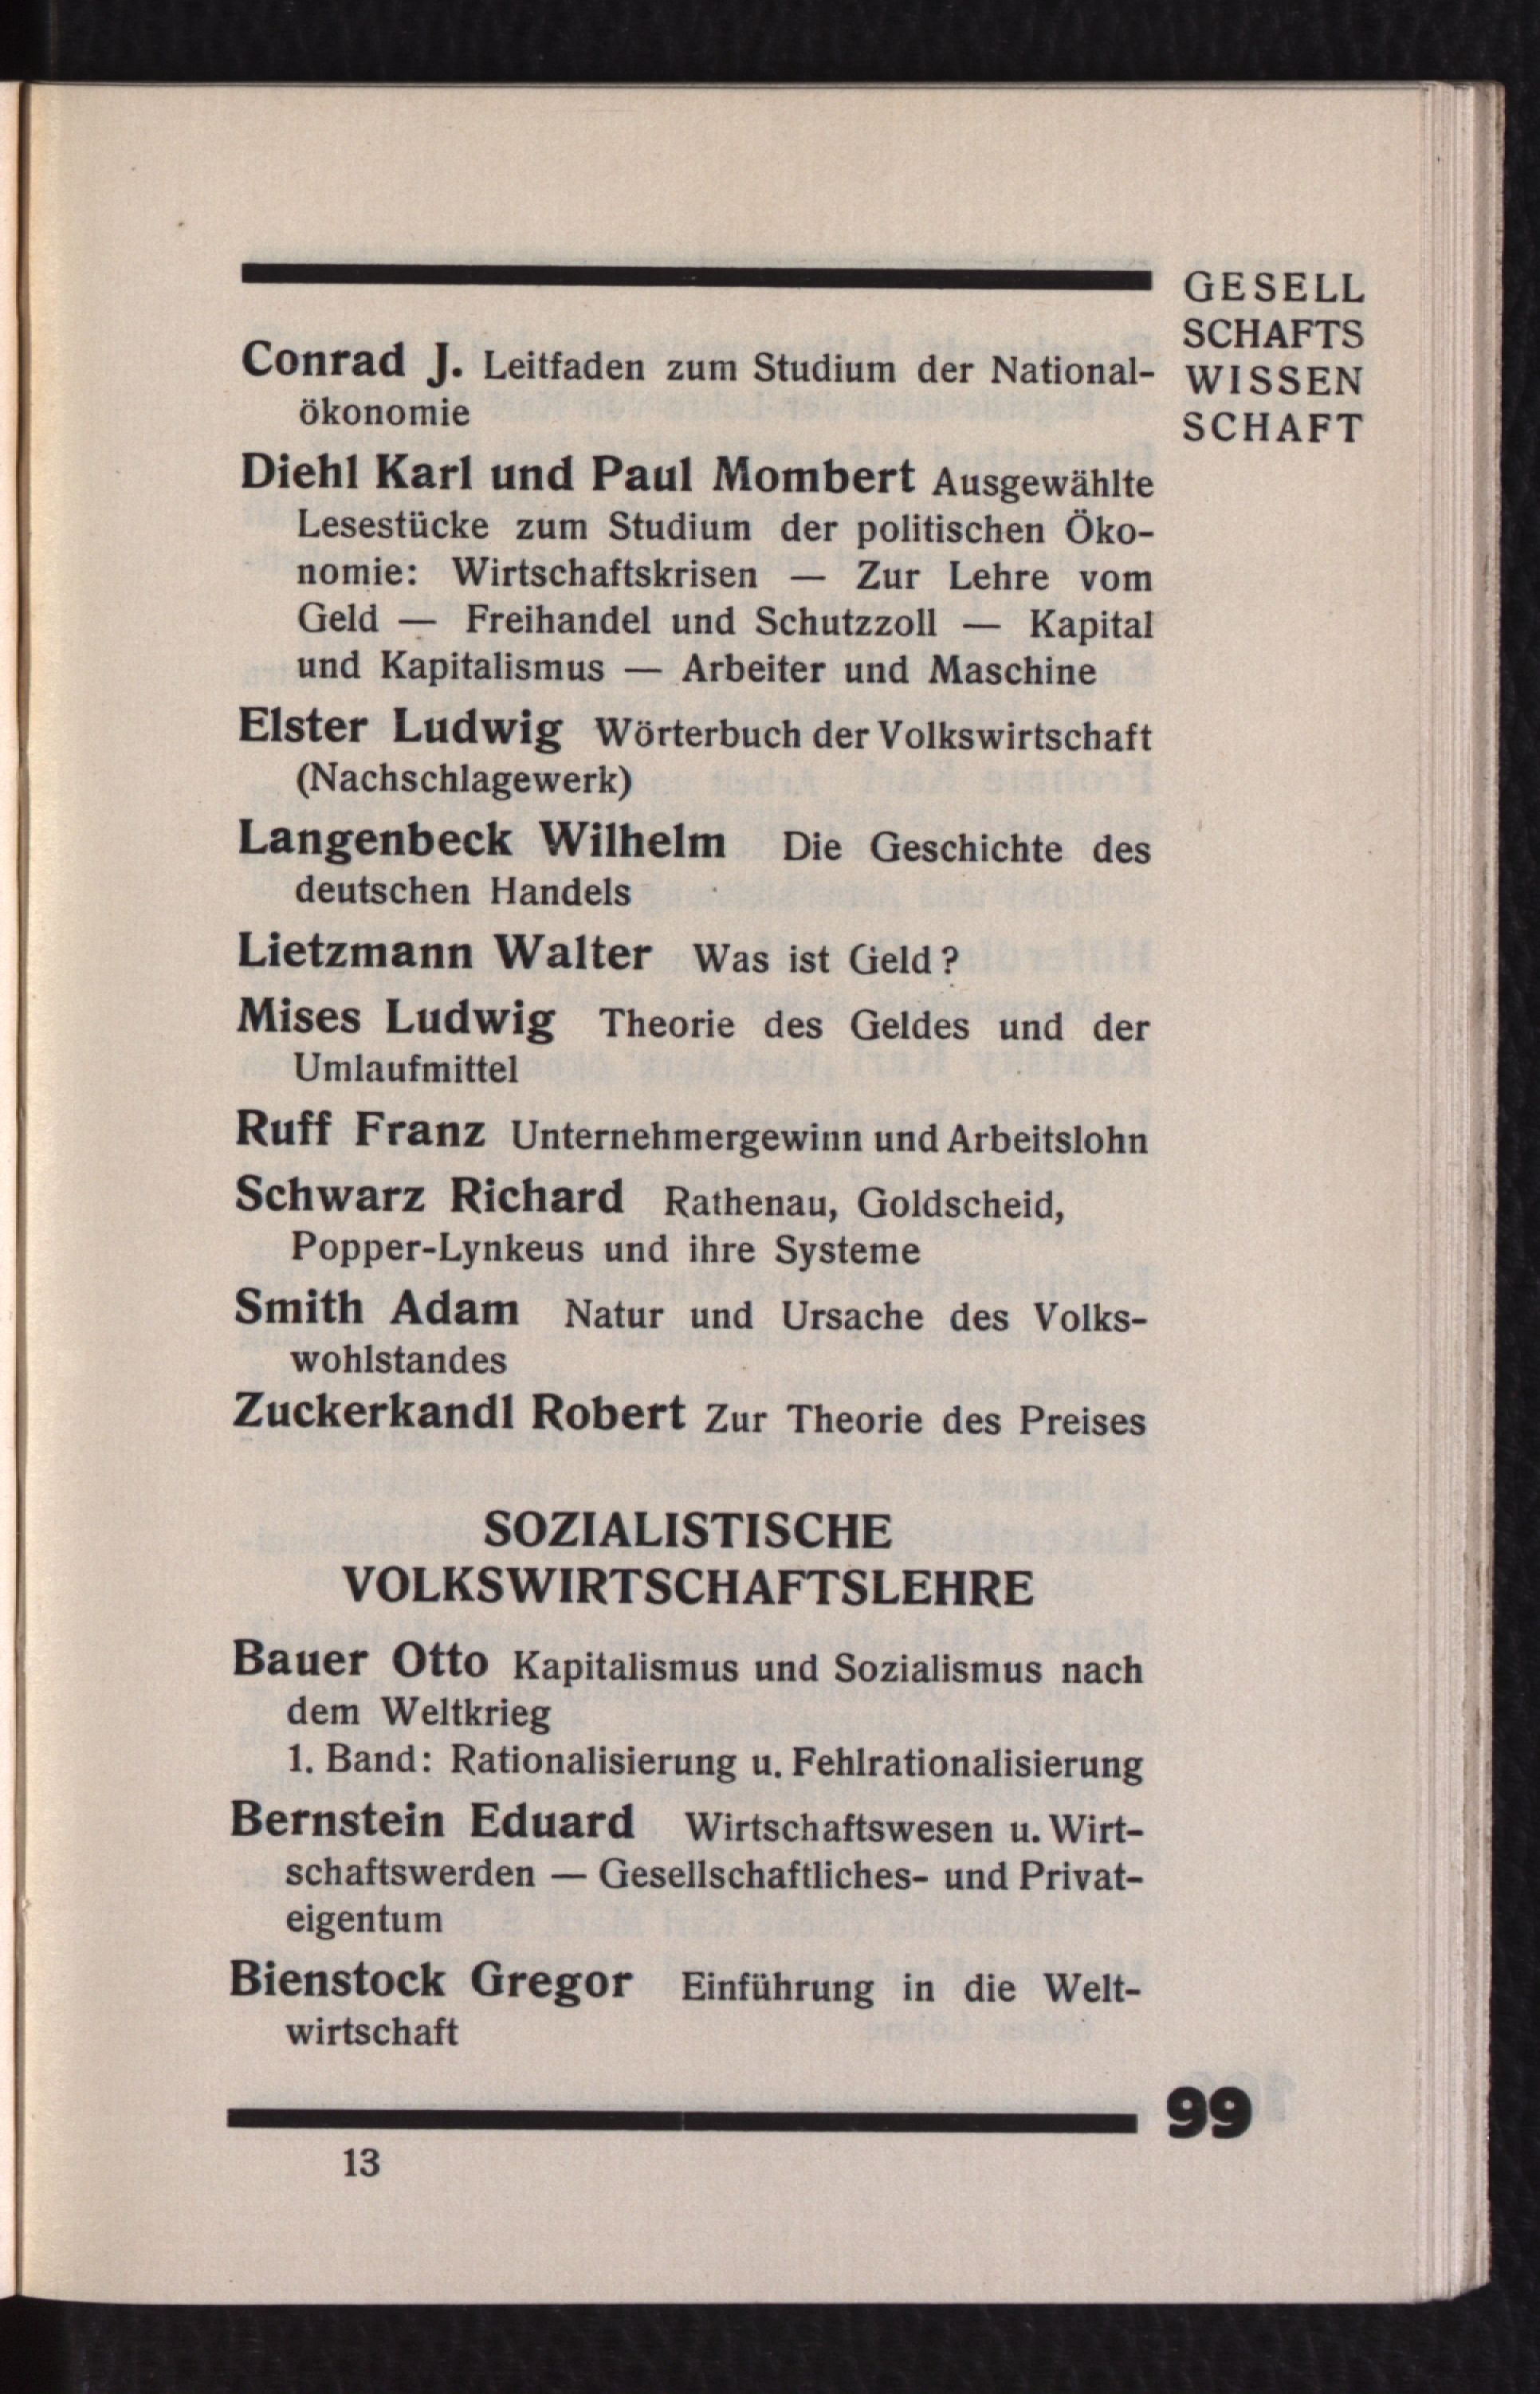 GESELL
SCHAFTS
WISSEN
SCHAFT
Conrad J. Leitfaden zum Studium der National-
ökonomie
Diehl Karl und Paul Mombert Ausgewählte
Lesestücke zum Studium der politischen Öko-
nomie: Wirtschaftskrisen — Zur Lehre vom
Geld — Freihandel und Schutzzoll — Kapital
und Kapitalismus — Arbeiter und Maschine
Elster Ludwig Wörterbuch der Volkswirtschaft
(Nachschlagewerk)
Langenbeck Wilhelm Die Geschichte des
deutschen Handels
Lietzmann Walter Was ist Geld?
Mises Ludwig Theorie des Geldes und der
Umlaufmittel
Ruff Franz Unternehmergewinn und Arbeitslohn
Schwarz Richard Rathenau, Goldscheid,
Popper-Lynkeus und ihre Systeme
Smith Adam Natur und Ursache des Volks-
wohlstandes
Zuckerkandl Robert Zur Theorie des Preises
SOZIALISTISCHE
VOLKSWIRTSCHAFTSLEHRE
Bauer Otto Kapitalismus und Sozialismus nach
dem Weltkrieg
1. Band: Rationalisierung u. Fehlrationalisierung
Bernstein Eduard Wirtschaftswesen u. Wirt-
schaftswerden — Gesellschaftliches- und Privat-
eigentum
Bienstock Gregor Einführung in die Welt-
wirtschaft
99
13